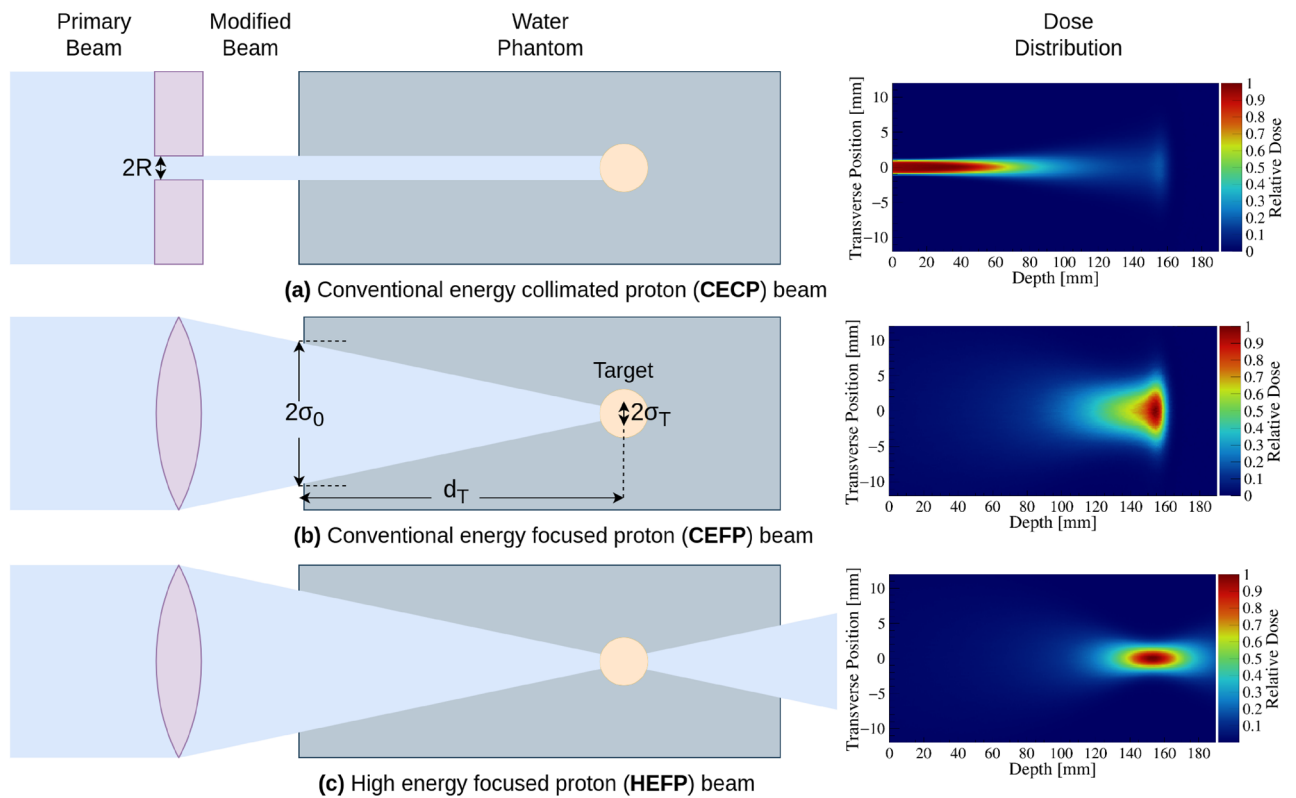 Primary
Beam
Modified
Beam
Water
Phantom
Dose
Distribution
2R
Transverse Position [mm]
10
5
0
−5
−10
0 20 40 60 80 100 120 140 160 180
Depth [mm]
1
0.9
0.8
0.7
0.6
0.5
0.4
0.3
0.2
0.1
0
Relative Dose
(a) Conventional energy collimated proton (CECP) beam
2σ0
Target
2σT
dT
Transverse Position [mm]
10
5
0
−5
−10
0 20 40 60 80 100 120 140 160 180
Depth [mm]
1
0.9
0.8
0.7
0.6
0.5
0.4
0.3
0.2
0.1
0
Relative Dose
(b) Conventional energy focused proton (CEFP) beam
Transverse Position [mm]
10
5
0
−5
−10
0 20 40 60 80 100 120 140 160 180
Depth [mm]
1
0.9
0.8
0.7
0.6
0.5
0.4
0.3
0.2
0.1
Relative Dose
(c) High energy focused proton (HEFP) beam